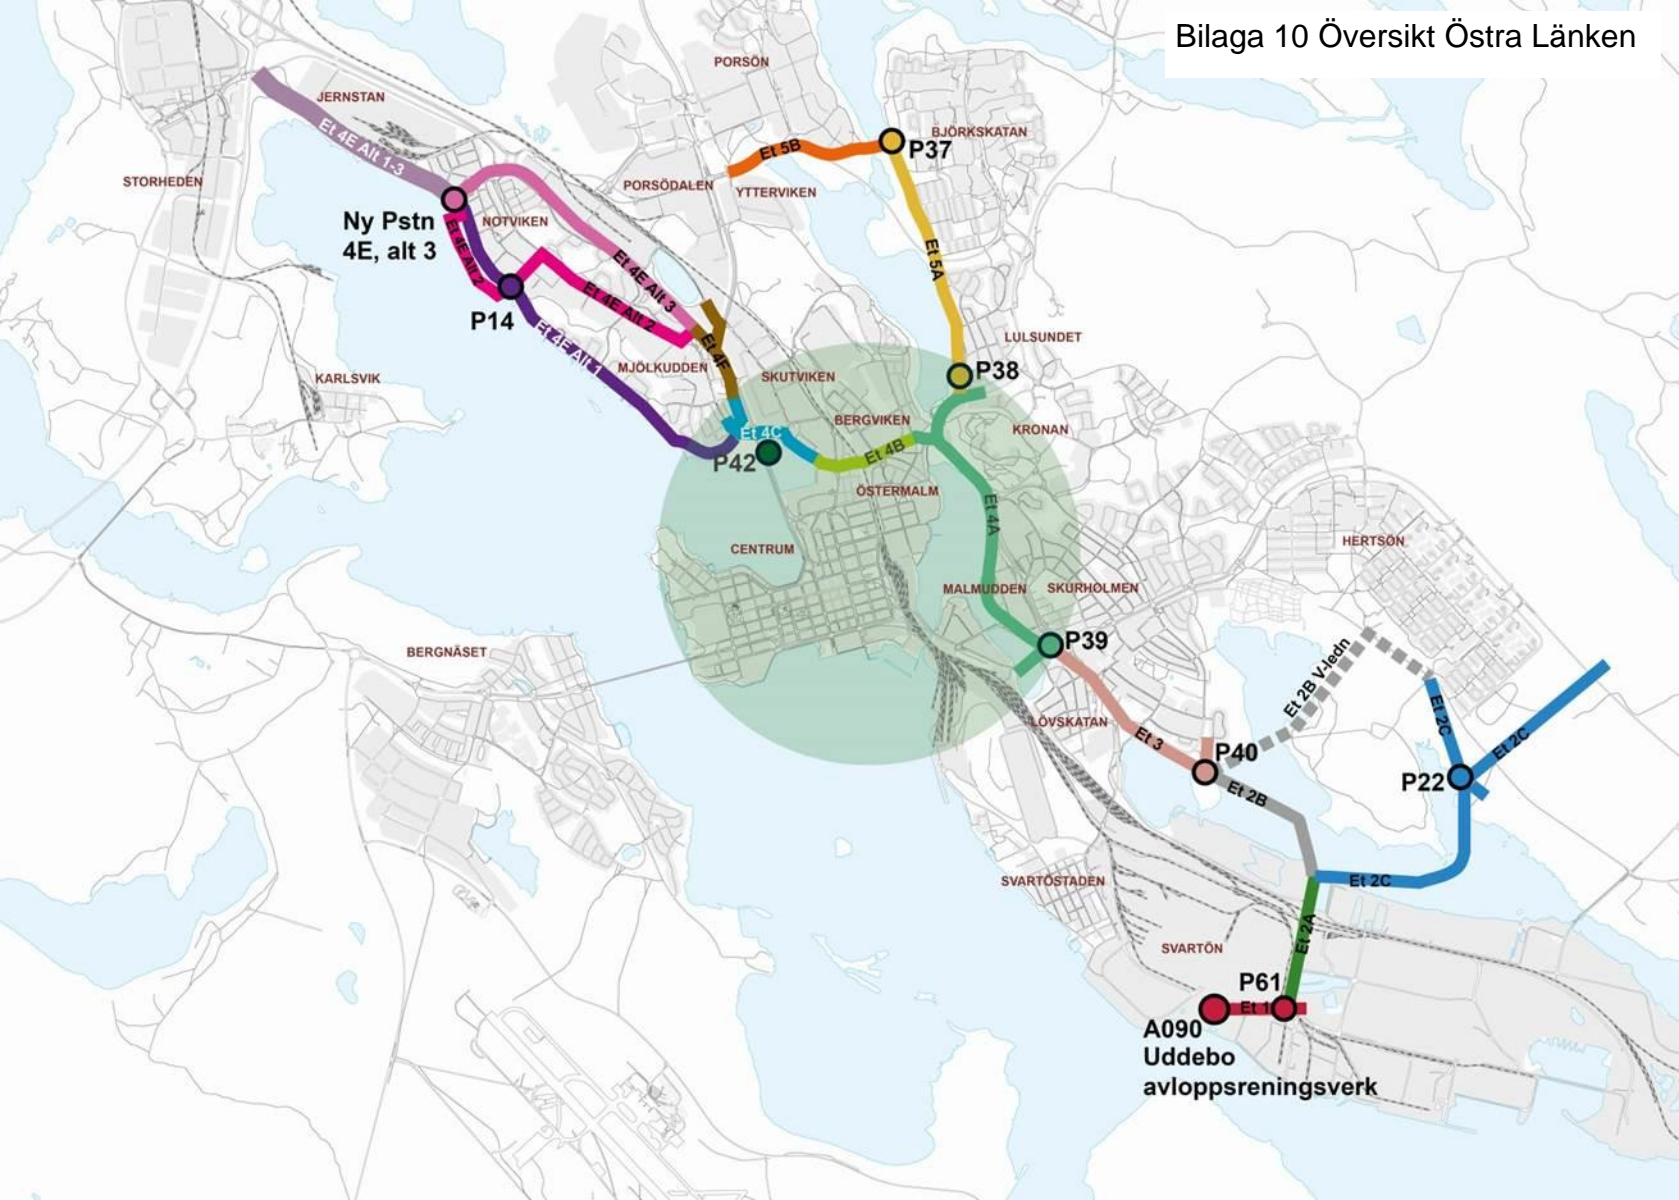 Bilaga 10 Översikt Östra Länken
PORSÖN
JERNSTAN
Et 4E Alt 1-3
BJÖRKSKATAN
P37
Et 5B
STORHEDEN
PORSÖDALEN
YTTERVIKEN
Ny Pstn
4E, alt 3
NOTVIKEN
Et 4E Alt 2
Et 4E Alt 3
Et 5A
Et 4E Alt 2
P14
Et 4E Alt 1
LULSUNDET
Et 4F
MJÖLKUDDEN
SKUTVIKEN
P38
KARLSVIK
BERGVIKEN
KRONAN
Et 4C
Et 4B
P42
ÖSTERMALM
Et 4A
CENTRUM
HERTSÖN
MALMUDDEN
SKURHOLMEN
P39
BERGNÄSET
Et 2B V-ledn
LÖVSKATAN
Et 3
Et 2C
Et 2C
P40
P22
Et 2B
SVARTÖSTADEN
Et 2C
Et 2A
SVARTÖN
P61
Et 1
A090
Uddebo
avloppsreningsverk